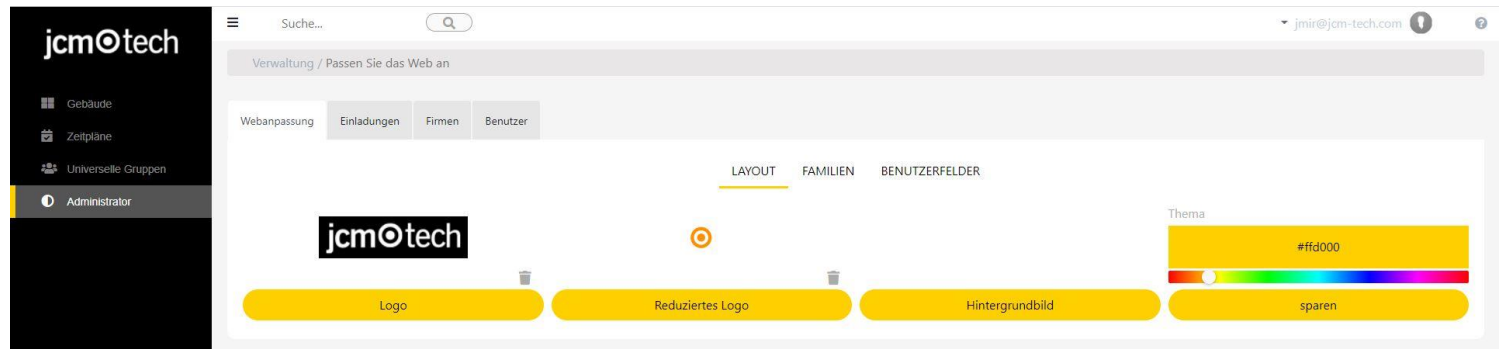 jcm tech
Suche...
jmir@jcm-tech.com
Verwaltung / Passen Sie das Web an
Gebäude
Zeitpläne
Universelle Gruppen
Administrator
Webanpassung Einladungen Firmen Benutzer
LAYOUT FAMILIEN BENUTZERFELDER
jcm tech
Thema
#ffd000
Logo Reduziertes Logo Hintergrundbild sparen